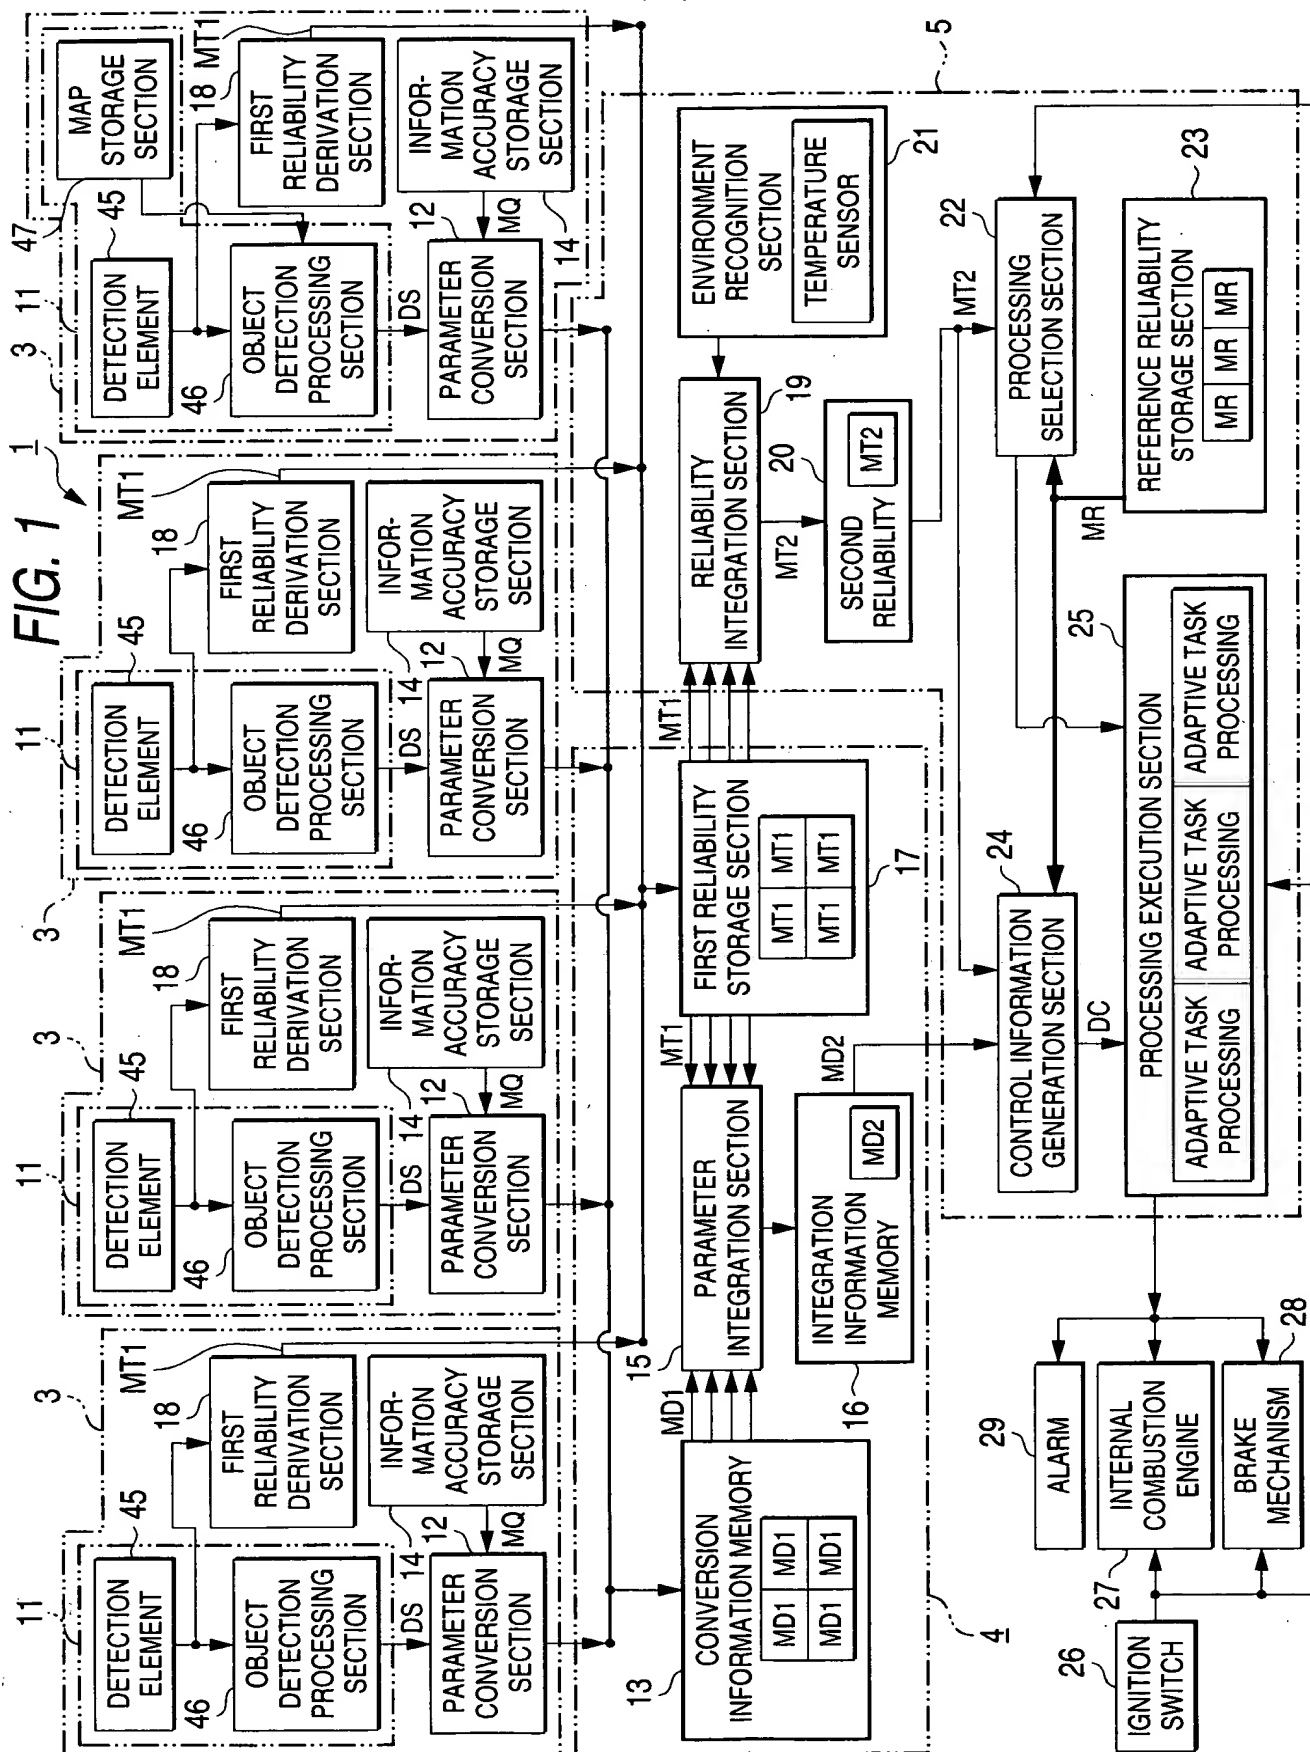 FIG. 1
1
3
11
45
DETECTION
ELEMENT
46
OBJECT
DETECTION
PROCESSING
SECTION
DS
18
FIRST
RELIABILITY
DERIVATION
SECTION
MT1
INFOR-
MATION
ACCURACY
STORAGE
SECTION
14
MQ
12
PARAMETER
CONVERSION
SECTION
3
11
45
DETECTION
ELEMENT
46
OBJECT
DETECTION
PROCESSING
SECTION
DS
18
FIRST
RELIABILITY
DERIVATION
SECTION
MT1
INFOR-
MATION
ACCURACY
STORAGE
SECTION
14
MQ
12
PARAMETER
CONVERSION
SECTION
3
11
45
DETECTION
ELEMENT
46
OBJECT
DETECTION
PROCESSING
SECTION
DS
18
FIRST
RELIABILITY
DERIVATION
SECTION
MT1
INFOR-
MATION
ACCURACY
STORAGE
SECTION
14
MQ
12
PARAMETER
CONVERSION
SECTION
3
11
47
MAP
STORAGE
SECTION
45
DETECTION
ELEMENT
46
OBJECT
DETECTION
PROCESSING
SECTION
DS
18
FIRST
RELIABILITY
DERIVATION
SECTION
MT1
INFOR-
MATION
ACCURACY
STORAGE
SECTION
14
MQ
12
PARAMETER
CONVERSION
SECTION
13
CONVERSION
INFORMATION MEMORY
MD1 MD1
MD1 MD1
MD1
15
PARAMETER
INTEGRATION SECTION
MT1
FIRST RELIABILITY
STORAGE SECTION
MT1 MT1
MT1 MT1
17
MT1
RELIABILITY
INTEGRATION SECTION
19
ENVIRONMENT
RECOGNITION
SECTION
TEMPERATURE
SENSOR
21
5
16
INTEGRATION
INFORMATION
MEMORY
MD2
MD2
MT2
20
SECOND
RELIABILITY
MT2
MT2
4
24
CONTROL INFORMATION
GENERATION SECTION
DC
22
PROCESSING
SELECTION SECTION
MR
REFERENCE RELIABILITY
STORAGE SECTION
MR MR MR
23
25
PROCESSING EXECUTION SECTION
ADAPTIVE TASK
PROCESSING
ADAPTIVE TASK
PROCESSING
ADAPTIVE TASK
PROCESSING
26
IGNITION
SWITCH
29
ALARM
27
INTERNAL
COMBUSTION
ENGINE
BRAKE
MECHANISM
28